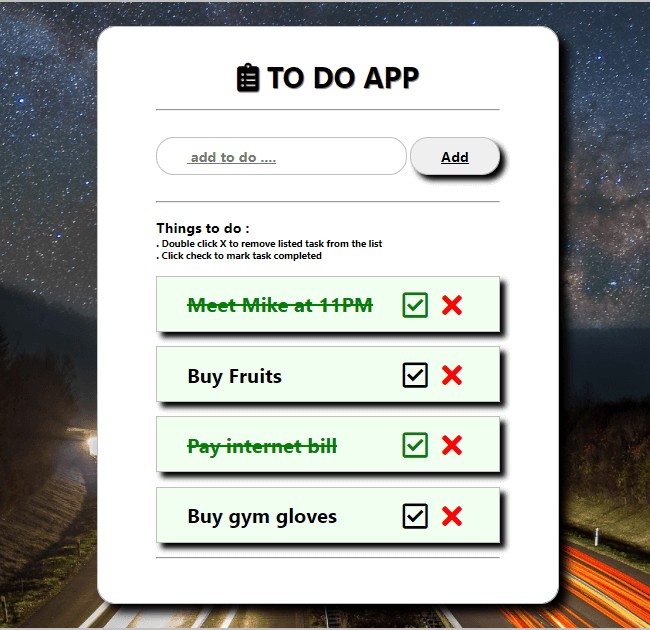 TO DO APP
add to do ....
Add
Things to do :
. Double click X to remove listed task from the list
. Click check to mark task completed
Meet Mike at 11PM
Buy Fruits
Pay internet bill
Buy gym gloves